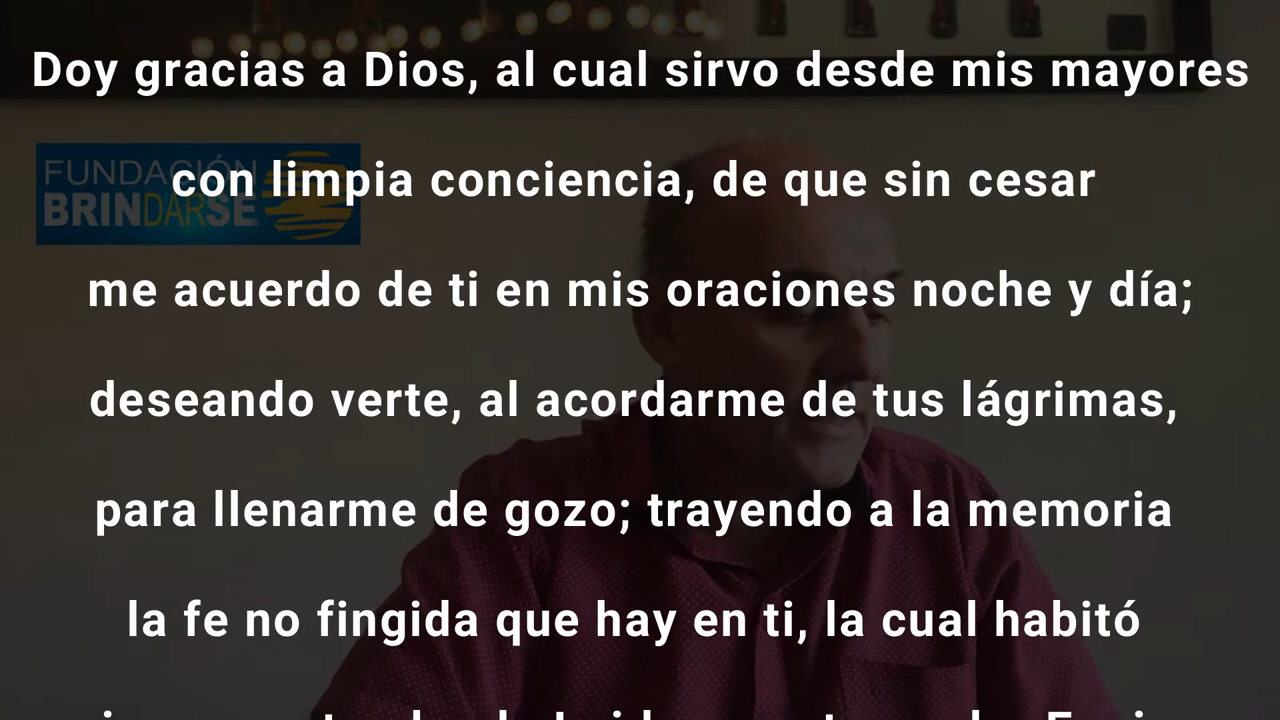 Doy gracias a Dios, al cual sirvo desde mis mayores
FUNDACIÓN
BRINDARSE
con limpia conciencia, de que sin cesar
me acuerdo de ti en mis oraciones noche y día;
deseando verte, al acordarme de tus lágrimas,
para llenarme de gozo; trayendo a la memoria
la fe no fingida que hay en ti, la cual habitó